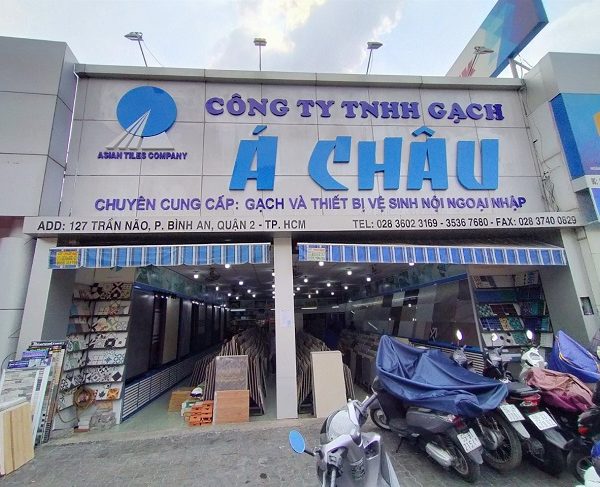 CÔNG TY TNHH GẠCH
Á CHÂU
ASIAN TILES COMPANY
CHUYÊN CUNG CẤP: GẠCH VÀ THIẾT BỊ VỆ SINH NỘI NGOẠI NHẬP
ADD: 127 TRẦN NÃO, P. BÌNH AN, QUẬN 2 - TP. HCM
TEL: 028 3602 3169 - 3536 7680 - FAX: 028 3740 0829